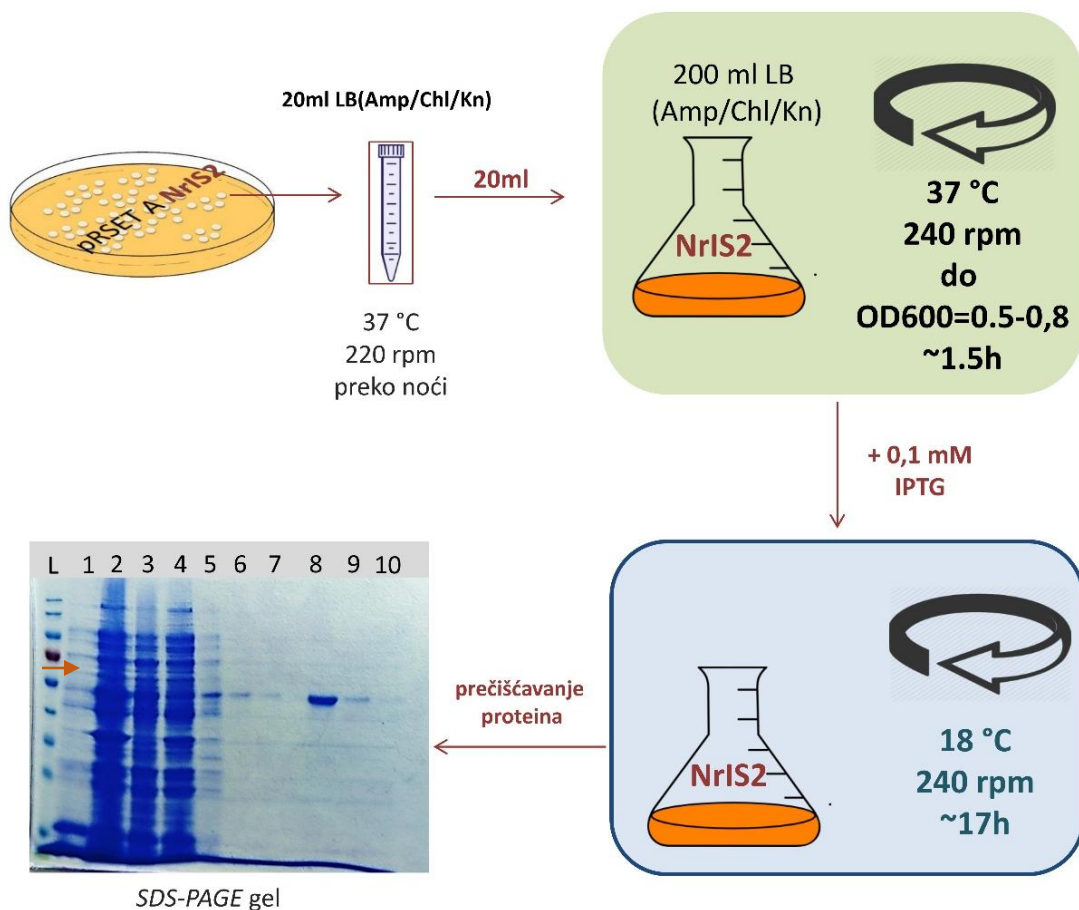 20ml LB(Amp/Chl/Kn)
pRSET A NrIS2
37 °C
220 rpm
preko noći
20ml
200 ml LB
(Amp/Chl/Kn)
NrIS2
37 °C
240 rpm
do
OD600=0.5-0,8
~1.5h
+ 0,1 mM
IPTG
NrIS2
18 °C
240 rpm
~17h
prečišćavanje
proteina
L 1 2 3 4 5 6 7 8 9 10
SDS-PAGE gel